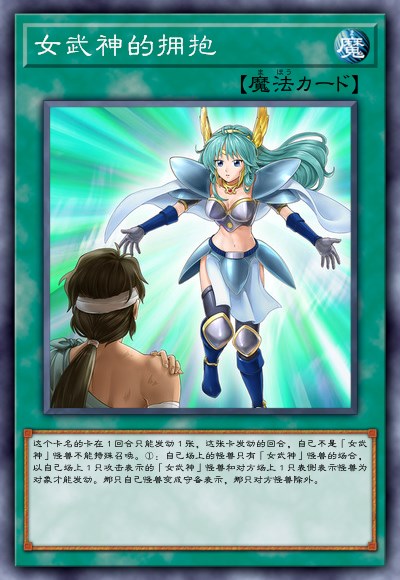 女武神的拥抱
魔
【魔法カード】
ま ほう
这个卡名的卡在1回合只能发动1张，这张卡发动的回合，自己不是「女武
神」怪兽不能特殊召唤。①：自己场上的怪兽只有「女武神」怪兽的场合，
以自己场上1只攻击表示的「女武神」怪兽和对方场上1只表侧表示怪兽为
对象才能发动。那只自己怪兽变成守备表示，那只对方怪兽除外。